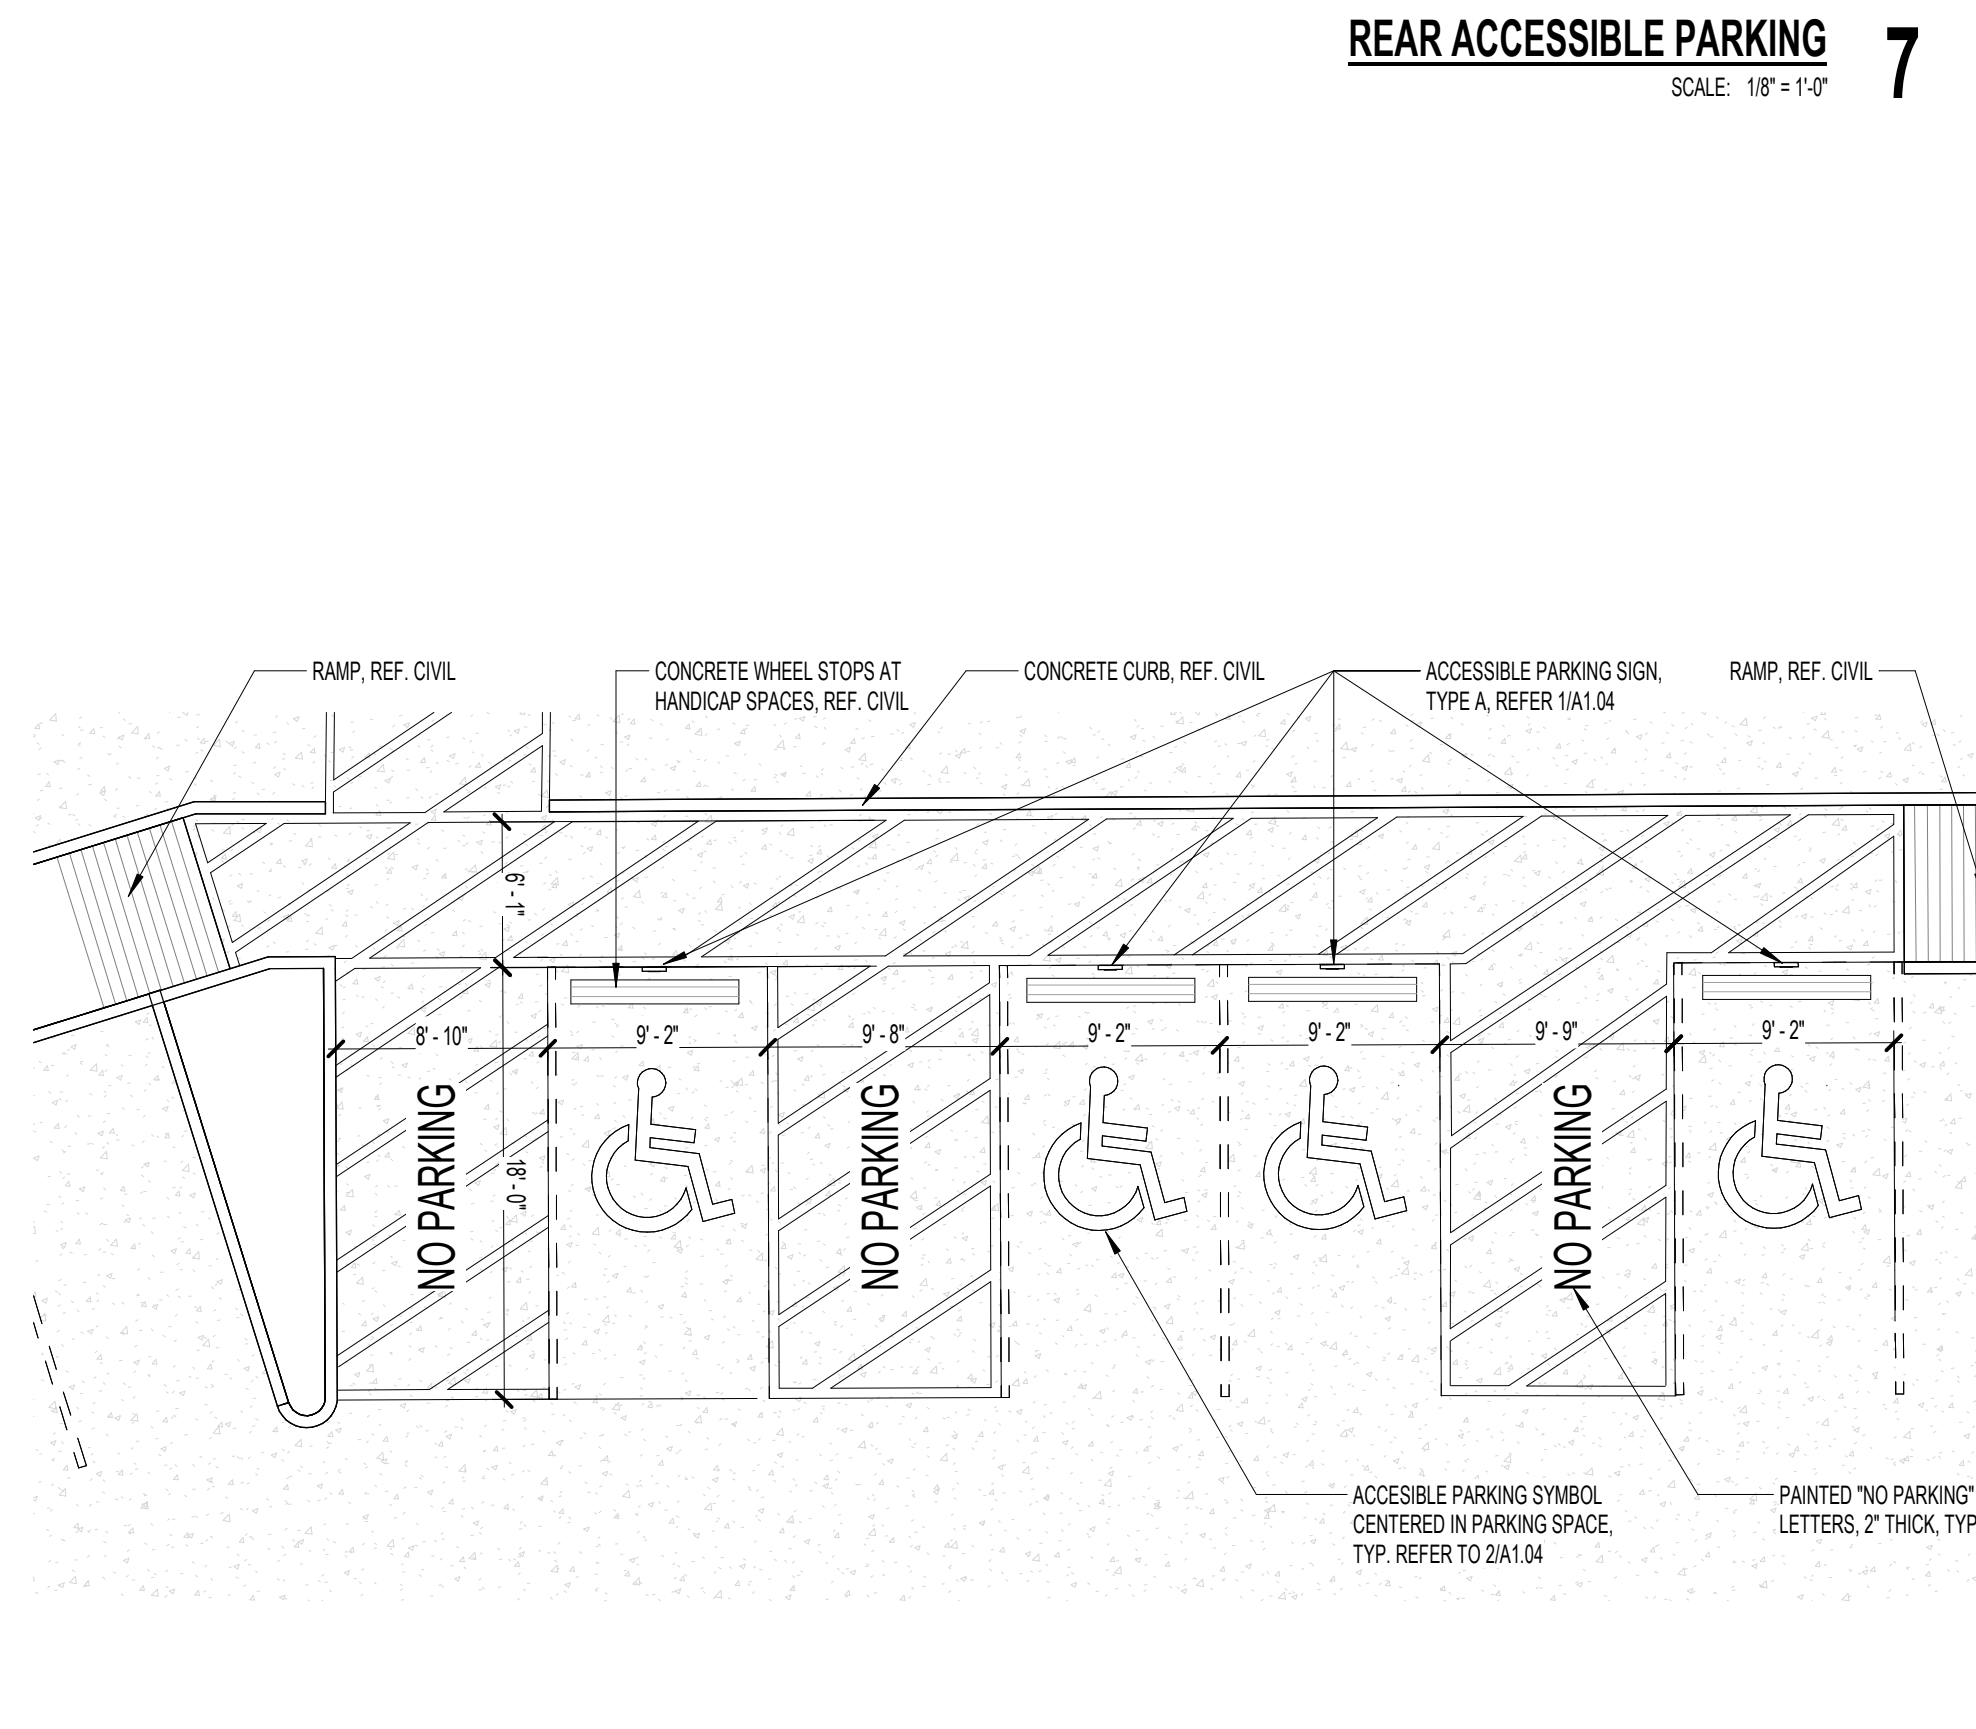 REAR ACCESSIBLE PARKING
7
SCALE: 1/8" = 1'-0"
RAMP, REF. CIVIL
CONCRETE WHEEL STOPS AT
HANDICAP SPACES, REF. CIVIL
CONCRETE CURB, REF. CIVIL
ACCESSIBLE PARKING SIGN,
TYPE A, REFER 1/A1.04
RAMP, REF. CIVIL
6' - 1"
8' - 10"
9' - 2"
9' - 8"
9' - 2"
9' - 2"
9' - 9"
9' - 2"
NO PARKING
18' - 0"
NO PARKING
NO PARKING
ACCESIBLE PARKING SYMBOL
CENTERED IN PARKING SPACE,
TYP. REFER TO 2/A1.04
PAINTED "NO PARKING"
LETTERS, 2" THICK, TYP